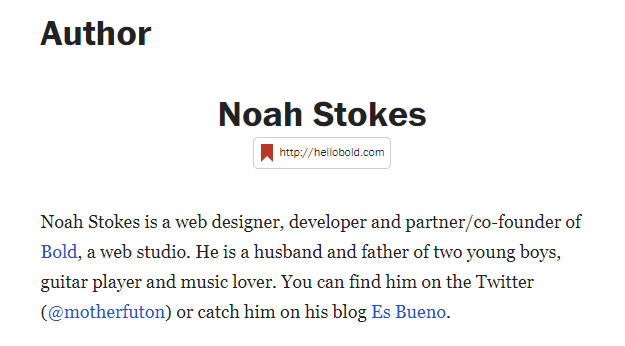 Author
Noah Stokes
http://hellobold.com
Noah Stokes is a web designer, developer and partner/co-founder of
Bold, a web studio. He is a husband and father of two young boys,
guitar player and music lover. You can find him on the Twitter
(@motherfuton) or catch him on his blog Es Bueno.